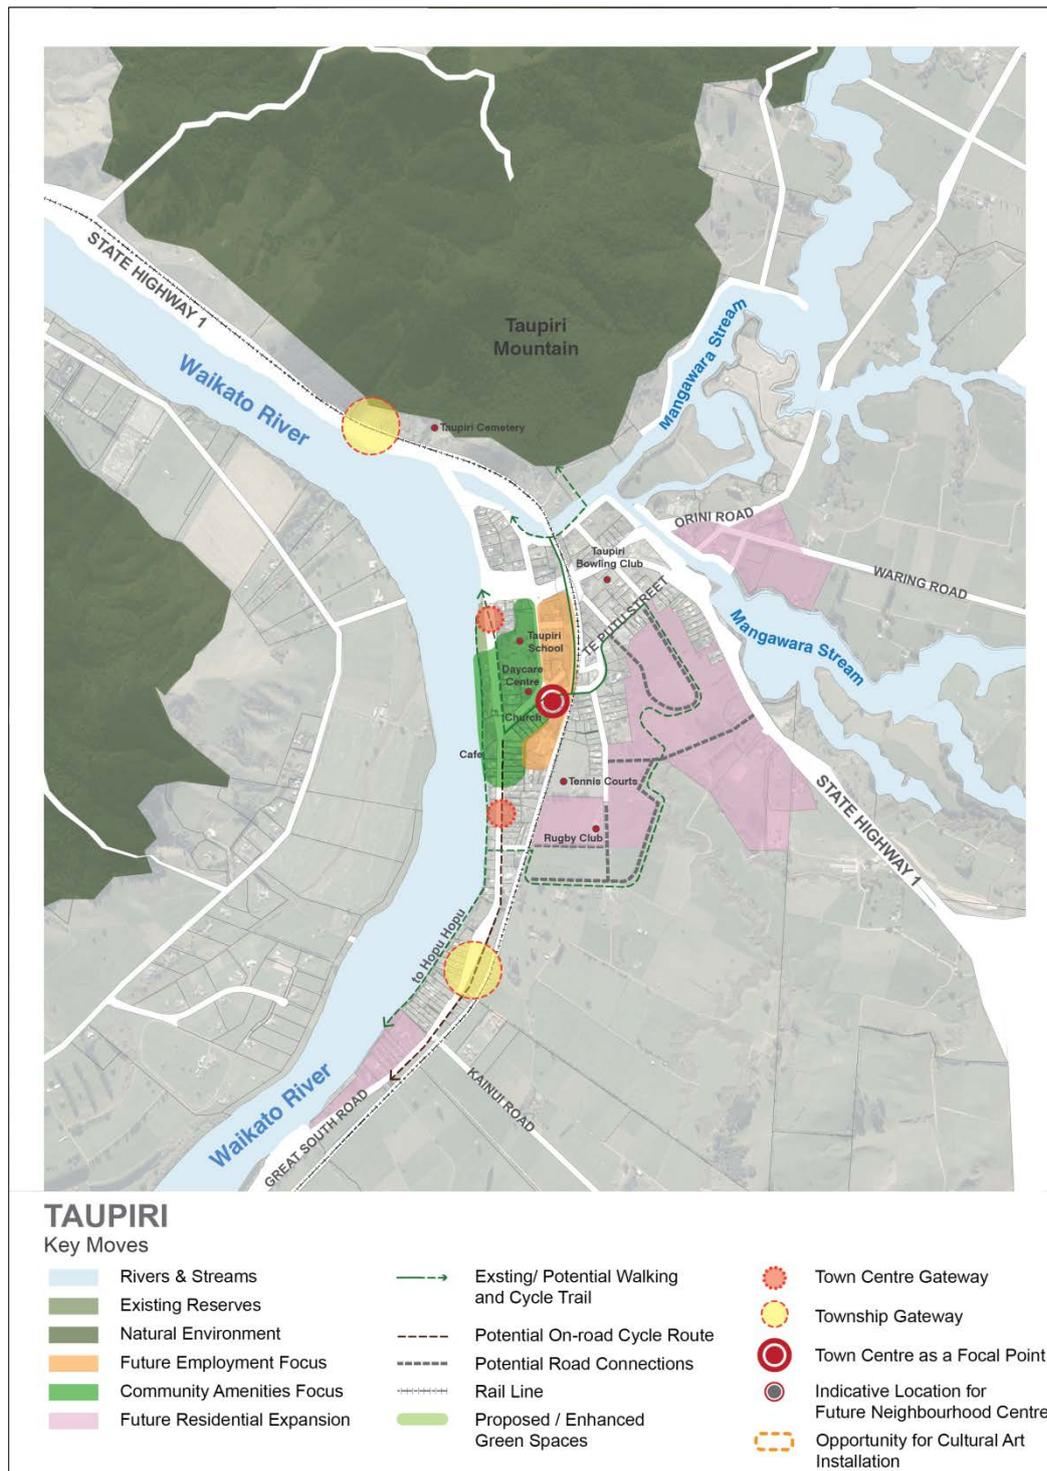 STATE HIGHWAY 1
Waikato River
Taupiri
Mountain
Mangawara Stream
Taupiri Cemetery
ORINI ROAD
WARING ROAD
Taupiri
Bowling Club
TE PUTU STREET
Mangawara Stream
Taupiri
School
Daycare
Centre
Church
Cafe
Tennis Courts
Rugby Club
STATE HIGHWAY 1
to Hopu Hopu
KAINUI ROAD
Waikato River
GREAT SOUTH ROAD
TAUPIRI
Key Moves
Rivers & Streams
Existing Reserves
Natural Environment
Future Employment Focus
Community Amenities Focus
Future Residential Expansion
Exsting/ Potential Walking
and Cycle Trail
Potential On-road Cycle Route
Potential Road Connections
Rail Line
Proposed / Enhanced
Green Spaces
Town Centre Gateway
Township Gateway
Town Centre as a Focal Point
Indicative Location for
Future Neighbourhood Centre
Opportunity for Cultural Art
Installation